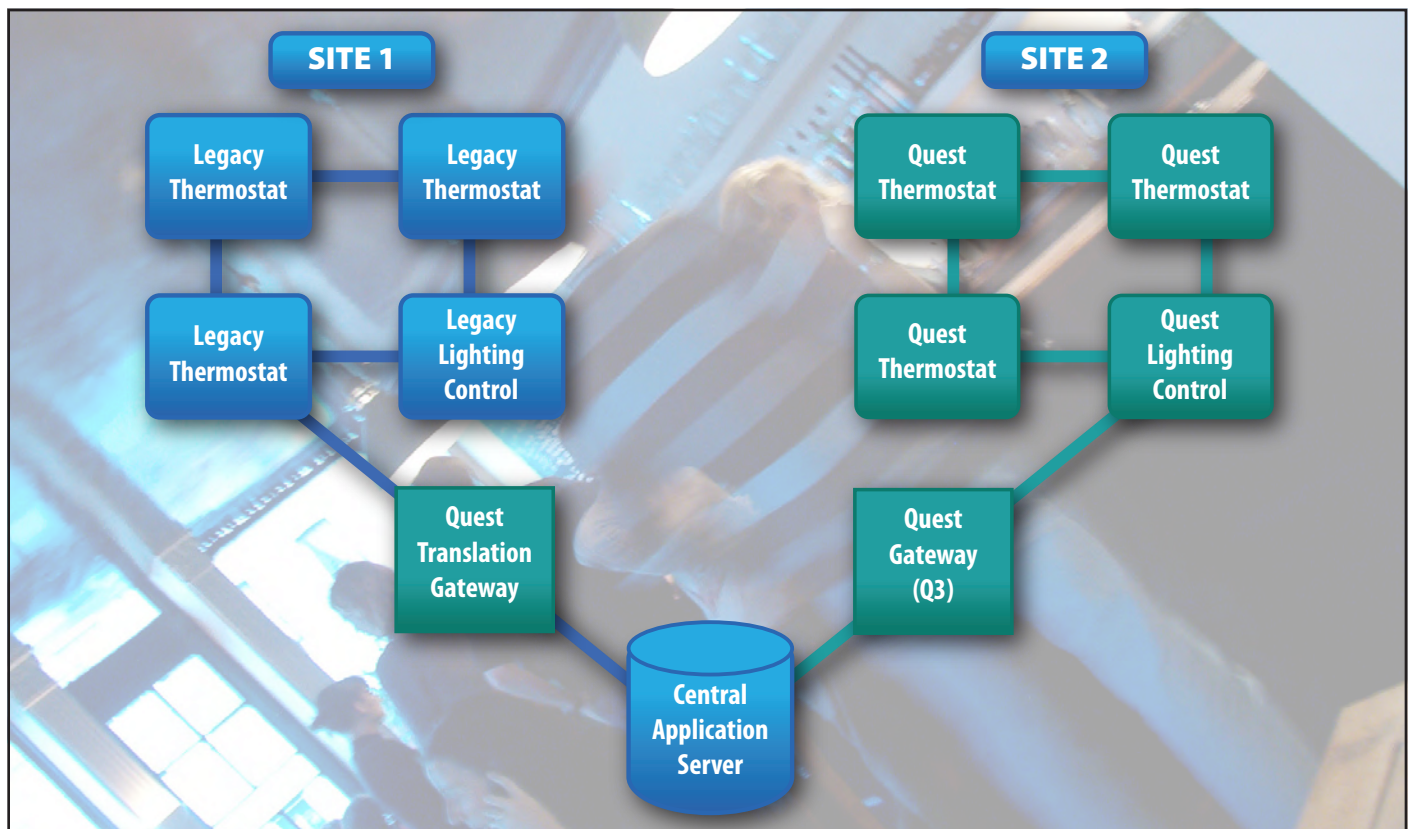 SITE 1
SITE 2
Legacy
Thermostat
Legacy
Thermostat
Quest
Thermostat
Quest
Thermostat
Legacy
Thermostat
Legacy
Lighting
Control
Quest
Thermostat
Quest
Lighting
Control
Quest
Translation
Gateway
Quest
Gateway
(Q3)
Central
Application
Server